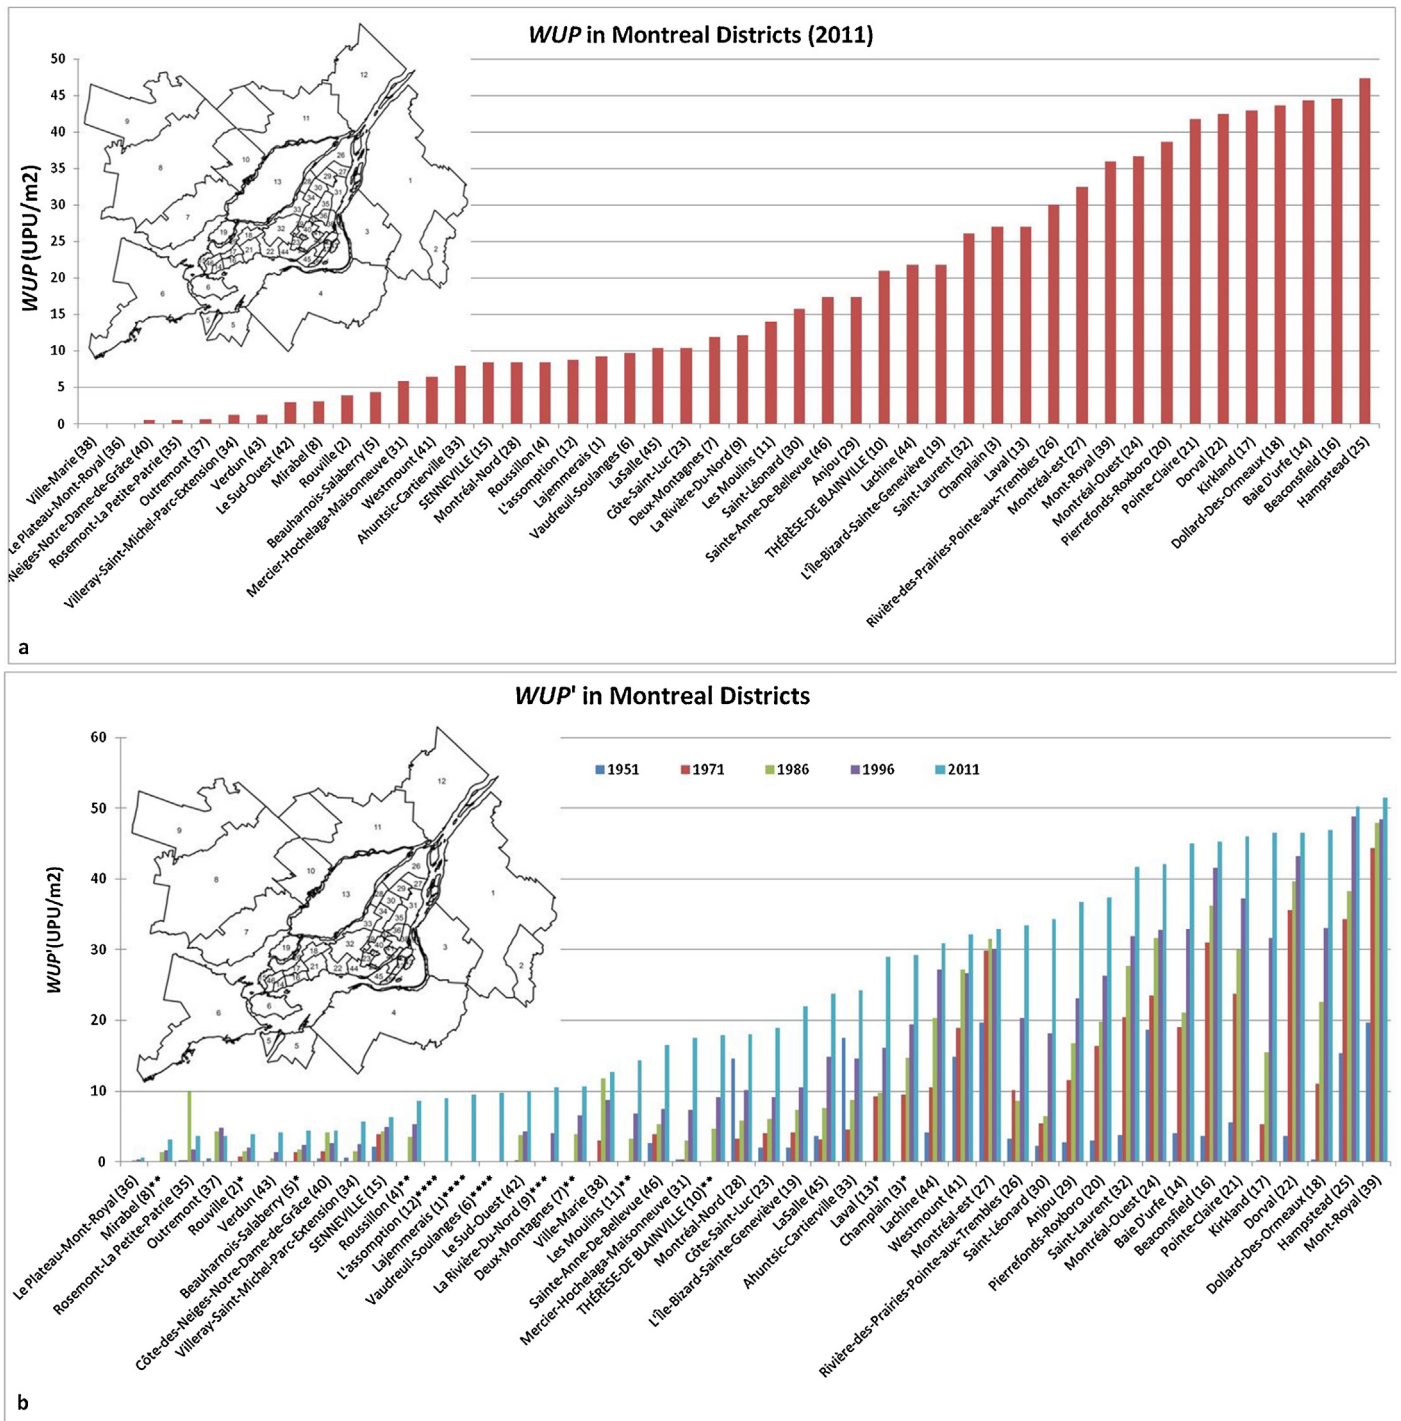 WUP in Montreal Districts (2011)
WUP (UPU/m2)
50
45
40
35
30
25
20
15
10
5
0
Ville-Marie (38)
Le Plateau-Mont-Royal (36)
-Neiges-Notre-Dame-de-Grâce (40)
Rosemont-La Petite-Patrie (35)
Outremont (37)
Villeray-Saint-Michel-Parc-Extension (34)
Verdun (43)
Le-Sud-Ouest (42)
Mirabel (8)
Rouville (2)
Beauharnois-Salaberry (5)
Mercier-Hochelaga-Maisonneuve (31)
Westmount (41)
Ahuntsic-Cartierville (33)
SENNEVILLE (15)
Montréal-Nord (28)
Roussillon (4)
L'assomption (12)
Lajemmerais (1)
Vaudreuil-Soulanges (6)
LaSalle (45)
Côte-Saint-Luc (23)
Deux-Montagnes (7)
La Rivière-Du-Nord (9)
Les Moulins (11)
Saint-Léonard (30)
Sainte-Anne-De-Bellevue (46)
Anjou (29)
THÉRÈSE-DE BLAINVILLE (10)
Lachine (44)
L'Île-Bizard-Sainte-Geneviève (19)
Saint-Laurent (32)
Champlain (3)
Laval (13)
Rivière-des-Prairies-Pointe-aux-Trembles (26)
Montréal-est (27)
Mont-Royal (39)
Montréal-Ouest (24)
Pierrefonds-Roxboro (20)
Pointe-Claire (21)
Dorval (22)
Kirkland (17)
Dollard-Des-Ormeaux (18)
Baie D'urfe (14)
Beaconsfield (16)
Hampstead (25)
a
WUP' in Montreal Districts
WUP' (UPU/m2)
60
50
40
30
20
10
0
1951 1971 1986 1996 2011
Le Plateau-Mont-Royal (36)
Mirabel (8)**
Rosemont-La Petite-Patrie (35)
Outremont (37)
Rouville (2)*
Verdun (43)
Beauharnois-Salaberry (5)*
Côte-des-Neiges-Notre-Dame-de-Grâce (40)
Villeray-Saint-Michel-Parc-Extension (34)
SENNEVILLE (15)
Roussillon (4)**
L'assomption (12)****
Lajemmerais (1)****
Vaudreuil-Soulanges (6)****
Le-Sud-Ouest (42)
La Rivière-Du-Nord (9)***
Deux-Montagnes (7)**
Ville-Marie (38)
Les Moulins (11)**
Sainte-Anne-De-Bellevue (46)
Mercier-Hochelaga-Maisonneuve (31)
THÉRÈSE-DE BLAINVILLE (10)**
Montréal-Nord (28)
Côte-Saint-Luc (23)
L'Île-Bizard-Sainte-Geneviève (19)
LaSalle (45)
Ahuntsic-Cartierville (33)
Laval (13)*
Champlain (3)*
Lachine (44)
Westmount (41)
Montréal-est (27)
Rivière-des-Prairies-Pointe-aux-Trembles (26)
Saint-Léonard (30)
Anjou (29)
Pierrefonds-Roxboro (20)
Saint-Laurent (32)
Montréal-Ouest (24)
Baie D'urfe (14)
Beaconsfield (16)
Pointe-Claire (21)
Kirkland (17)
Dorval (22)
Dollard-Des-Ormeaux (18)
Hampstead (25)
Mont-Royal (39)
b